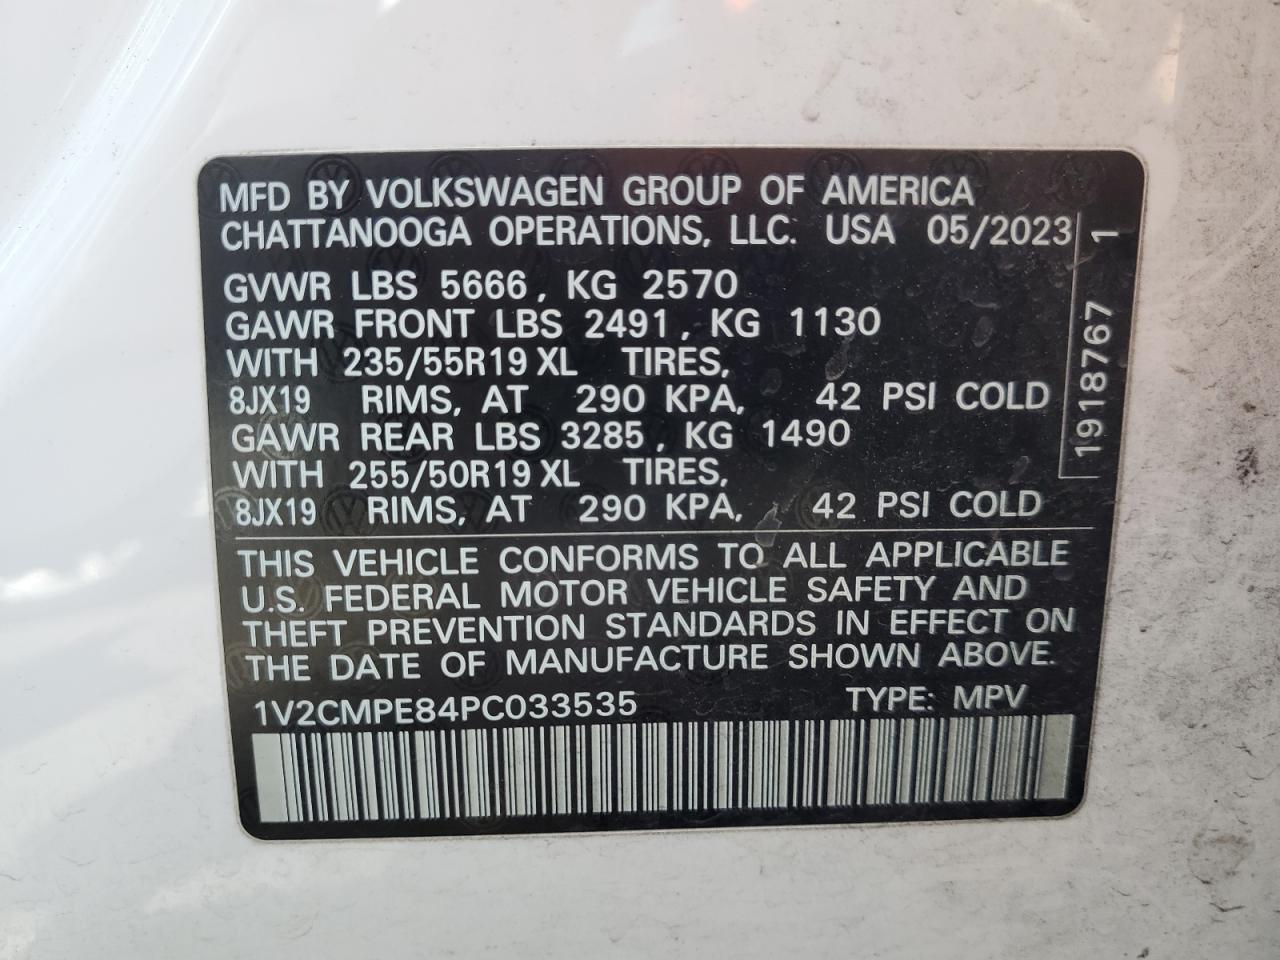 MFD BY VOLKSWAGEN GROUP OF AMERICA
CHATTANOOGA OPERATIONS, LLC. USA 05/2023
GVWR LBS 5666, KG 2570
GAWR FRONT LBS 2491, KG 1130
WITH 235/55R19 XL TIRES,
8JX19 RIMS, AT 290 KPA, 42 PSI COLD
GAWR REAR LBS 3285, KG 1490
WITH 255/50R19 XL TIRES,
8JX19 RIMS, AT 290 KPA, 42 PSI COLD
1918767 1
THIS VEHICLE CONFORMS TO ALL APPLICABLE
U.S. FEDERAL MOTOR VEHICLE SAFETY AND
THEFT PREVENTION STANDARDS IN EFFECT ON
THE DATE OF MANUFACTURE SHOWN ABOVE.
1V2CMPE84PC033535 TYPE: MPV